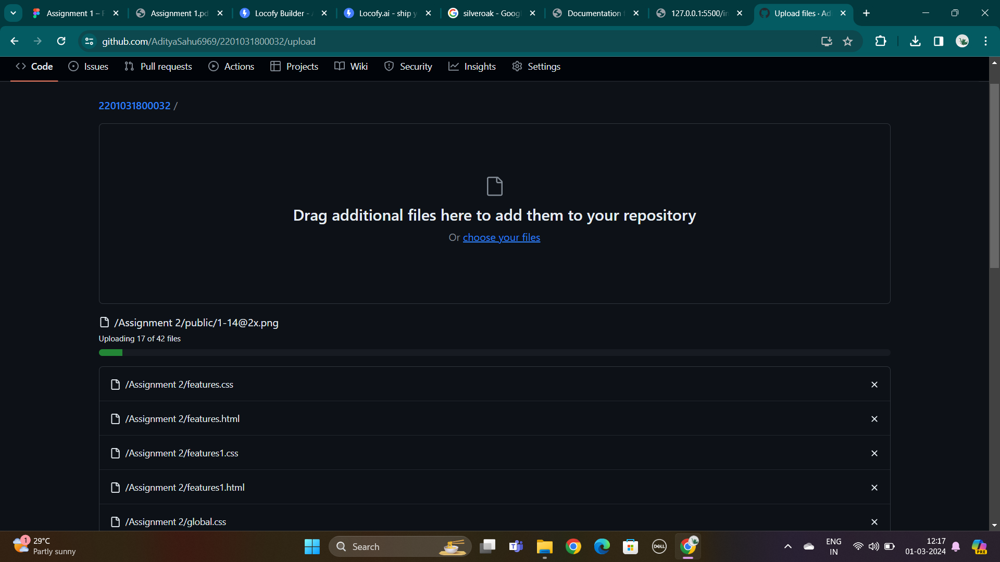 Assignment 1 –
Assignment 1.pd
Locofy Builder -
Locofy.ai - ship y
silveroak - Goog
Documentation
127.0.0.1:5500/in
Upload files · Ad
github.com/AdityaSahu6969/2201031800032/upload
Code
Issues
Pull requests
Actions
Projects
Wiki
Security
Insights
Settings
2201031800032 /
Drag additional files here to add them to your repository
Or choose your files
/Assignment 2/public/1-14@2x.png
Uploading 17 of 42 files
/Assignment 2/features.css
/Assignment 2/features.html
/Assignment 2/features1.css
/Assignment 2/features1.html
/Assignment 2/global.css
1
29°C
Partly sunny
Search
DELL
ENG
IN
12:17
01-03-2024
PRE